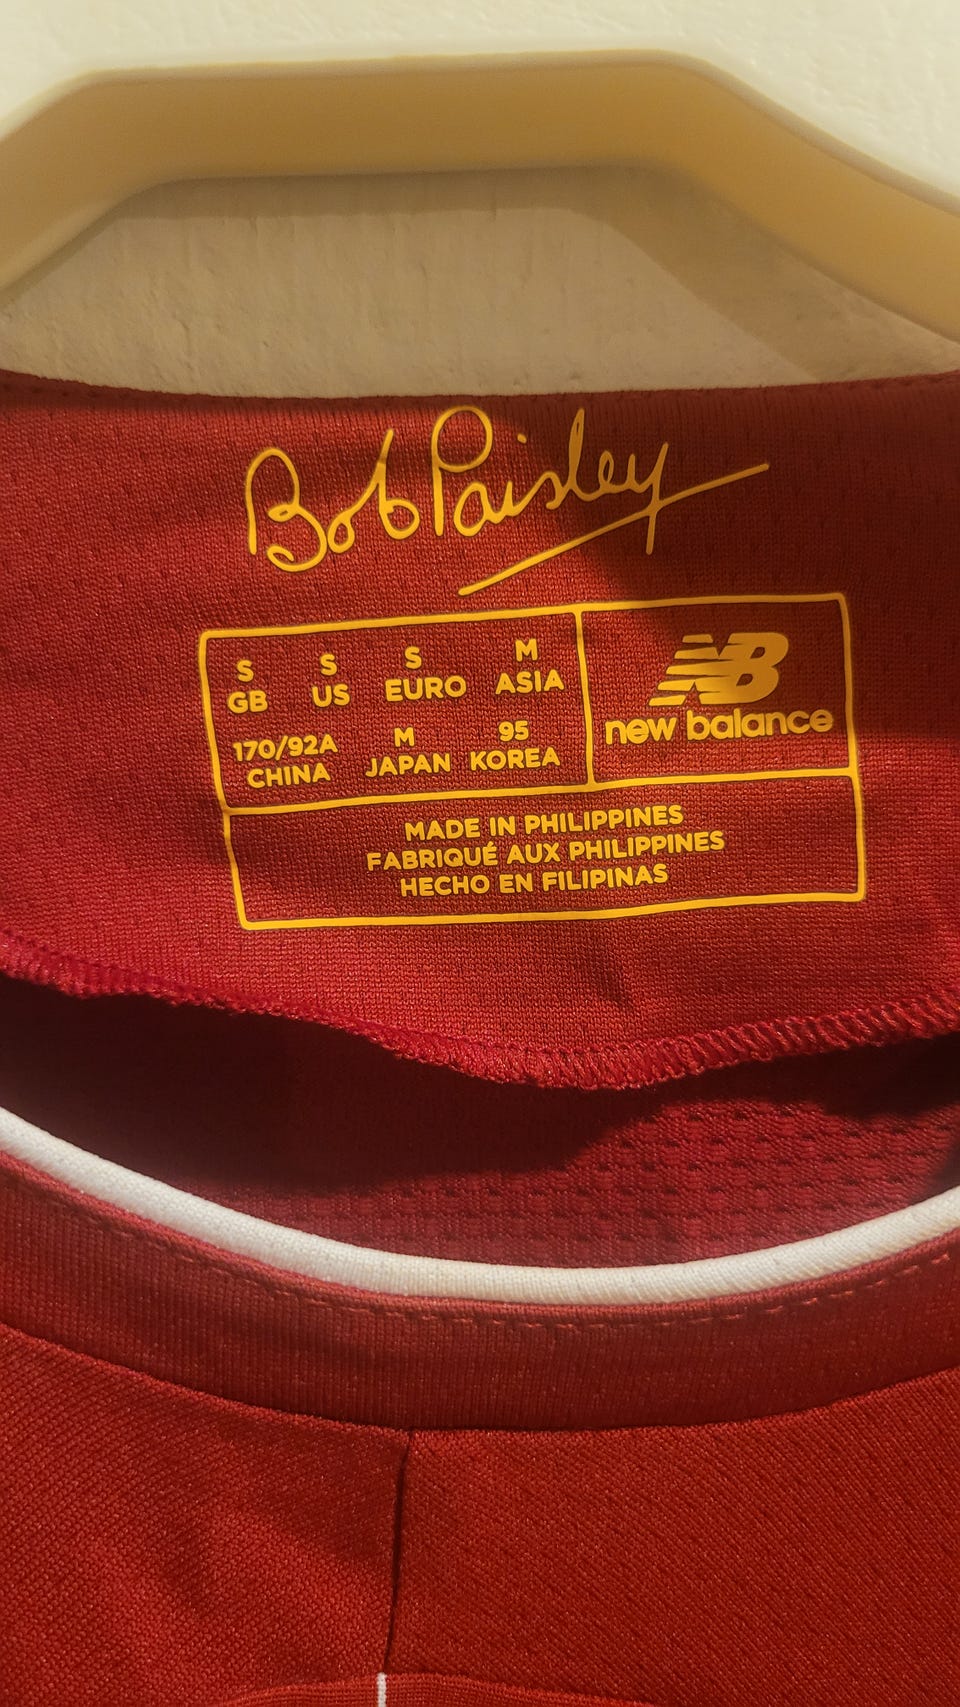 Bob Paisley
S S S M
GB US EURO ASIA
170/92A M 95
CHINA JAPAN KOREA
NB
new balance
MADE IN PHILIPPINES
FABRIQUÉ AUX PHILIPPINES
HECHO EN FILIPINAS